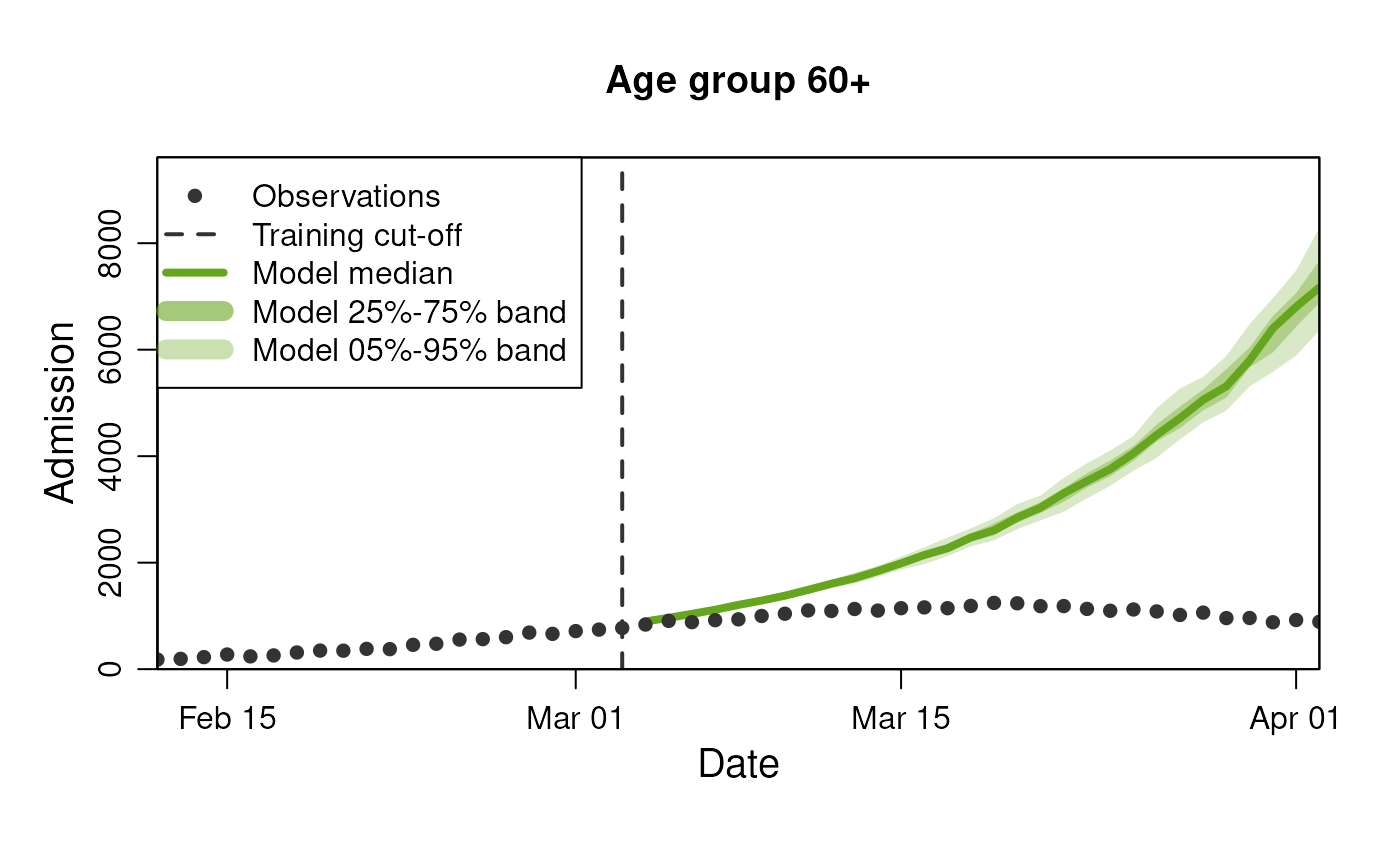 Age group 60+
Observations
Training cut-off
Model median
Model 25%-75% band
Model 05%-95% band
Admission
8000
6000
4000
2000
0
Feb 15
Mar 01
Mar 15
Apr 01
Date